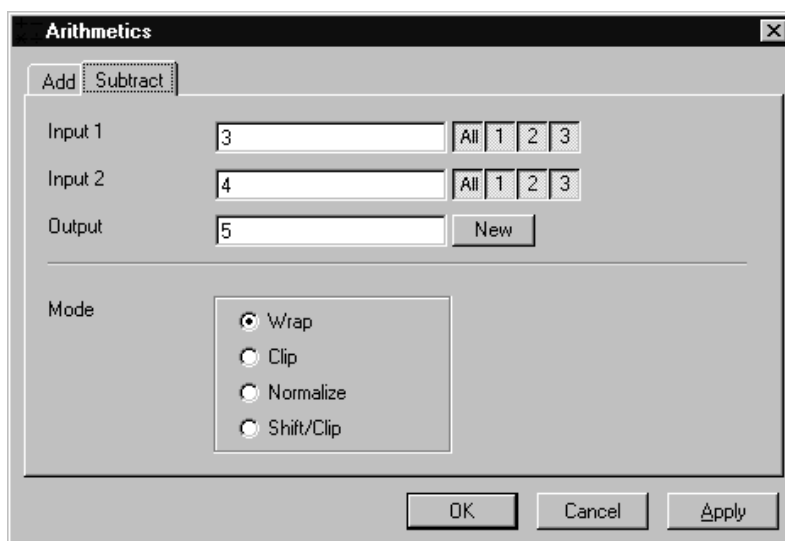 Arithmetics
Add Subtract
Input 1 3 All 1 2 3
Input 2 4 All 1 2 3
Output 5 New
Mode
Wrap
Clip
Normalize
Shift/Clip
OK Cancel Apply